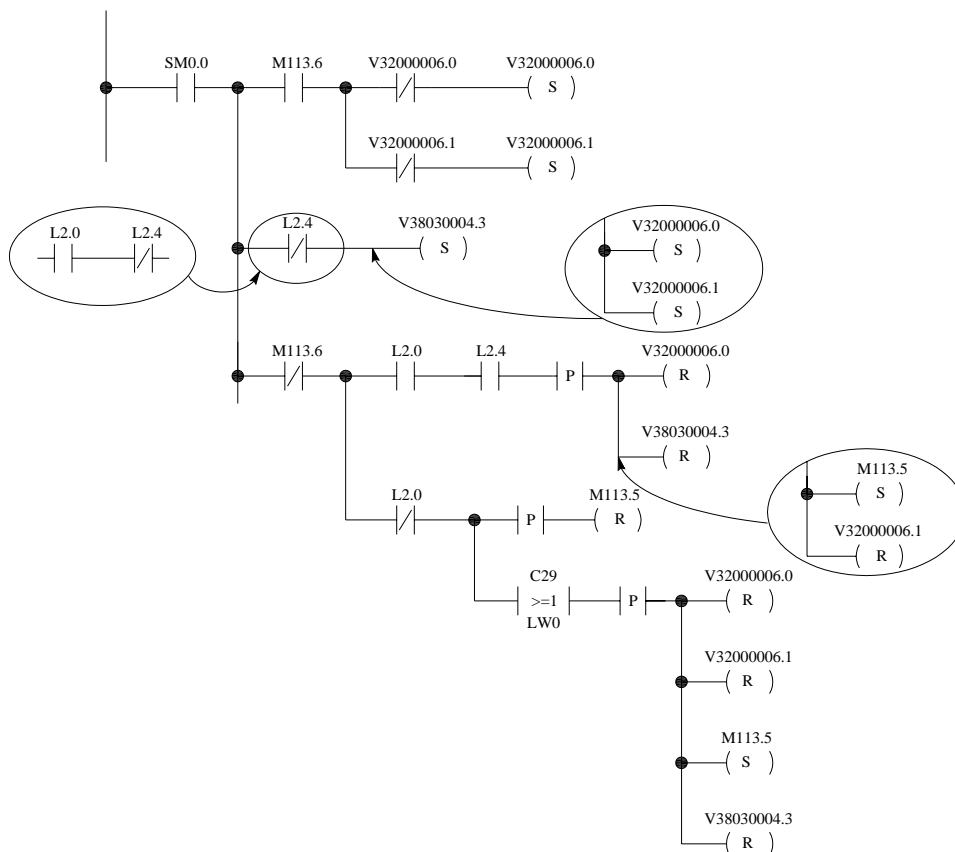 SM0.0 M113.6 V32000006.0 V32000006.0
S
V32000006.1 V32000006.1
S
L2.0 L2.4
L2.4 V38030004.3
S
V32000006.0
S
V32000006.1
S
M113.6 L2.0 L2.4 V32000006.0
P R
V38030004.3
R
M113.5
S
V32000006.1
R
L2.0 M113.5
P R
C29 V32000006.0
>=1 P R
LW0
V32000006.1
R
M113.5
S
V38030004.3
R